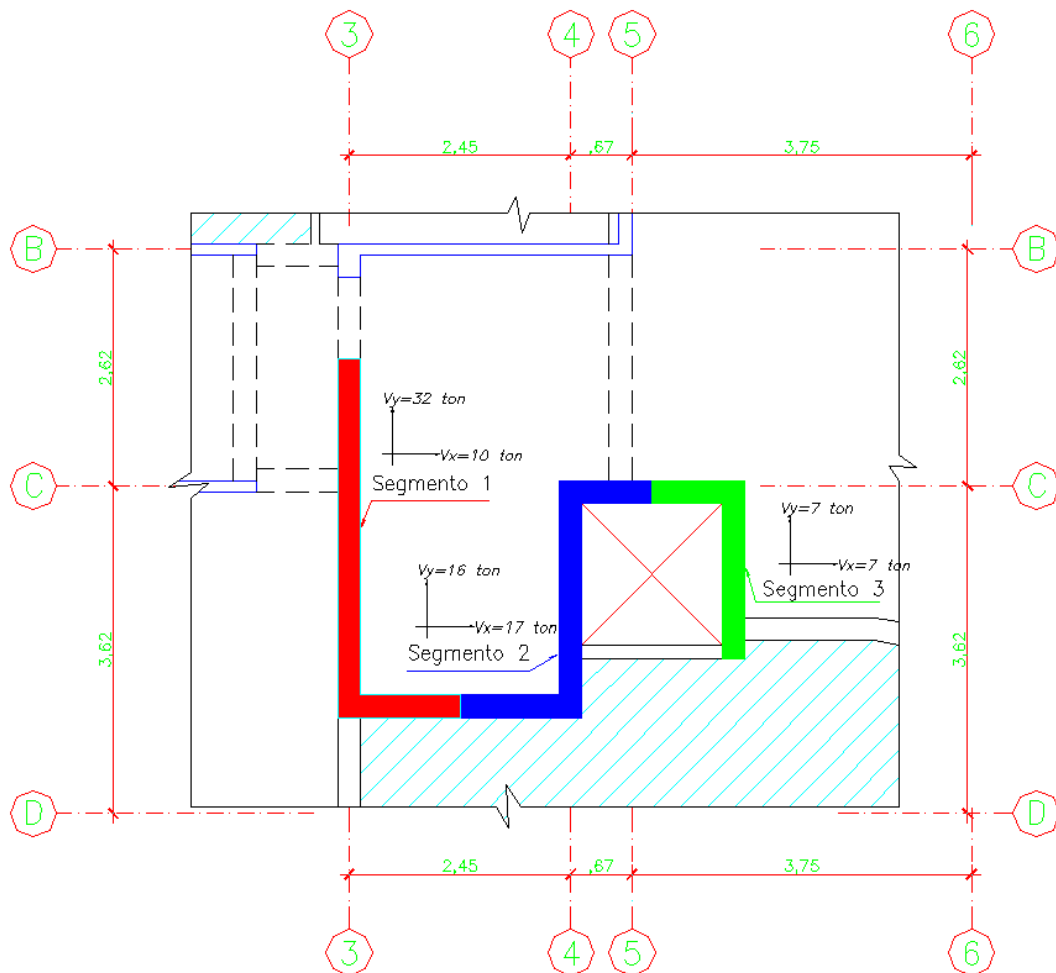 3 4 5 6
2,45 ,67 3,75
B B
2,62 2,62
Vy=32 ton
Vx=10 ton
Segmento 1
C C
Vy=7 ton
Vx=7 ton
Segmento 3
Vy=16 ton
Vx=17 ton
Segmento 2
3,62 3,62
D D
2,45 ,67 3,75
3 4 5 6